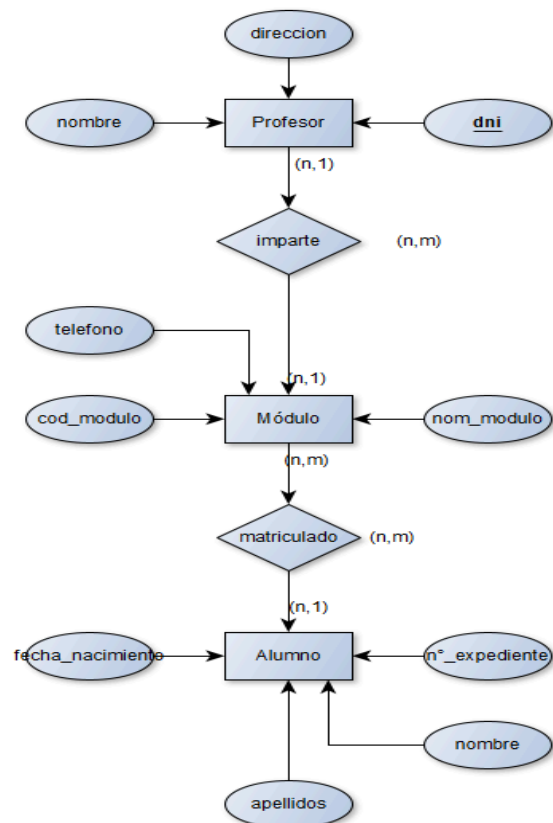 direccion
nombre
Profesor
dni
(n,1)
imparte
(n,m)
telefono
(n,1)
cod_modulo
Módulo
nom_modulo
(n,m)
matriculado
(n,m)
(n,1)
fecha_nacimiento
Alumno
n°_expediente
nombre
apellidos